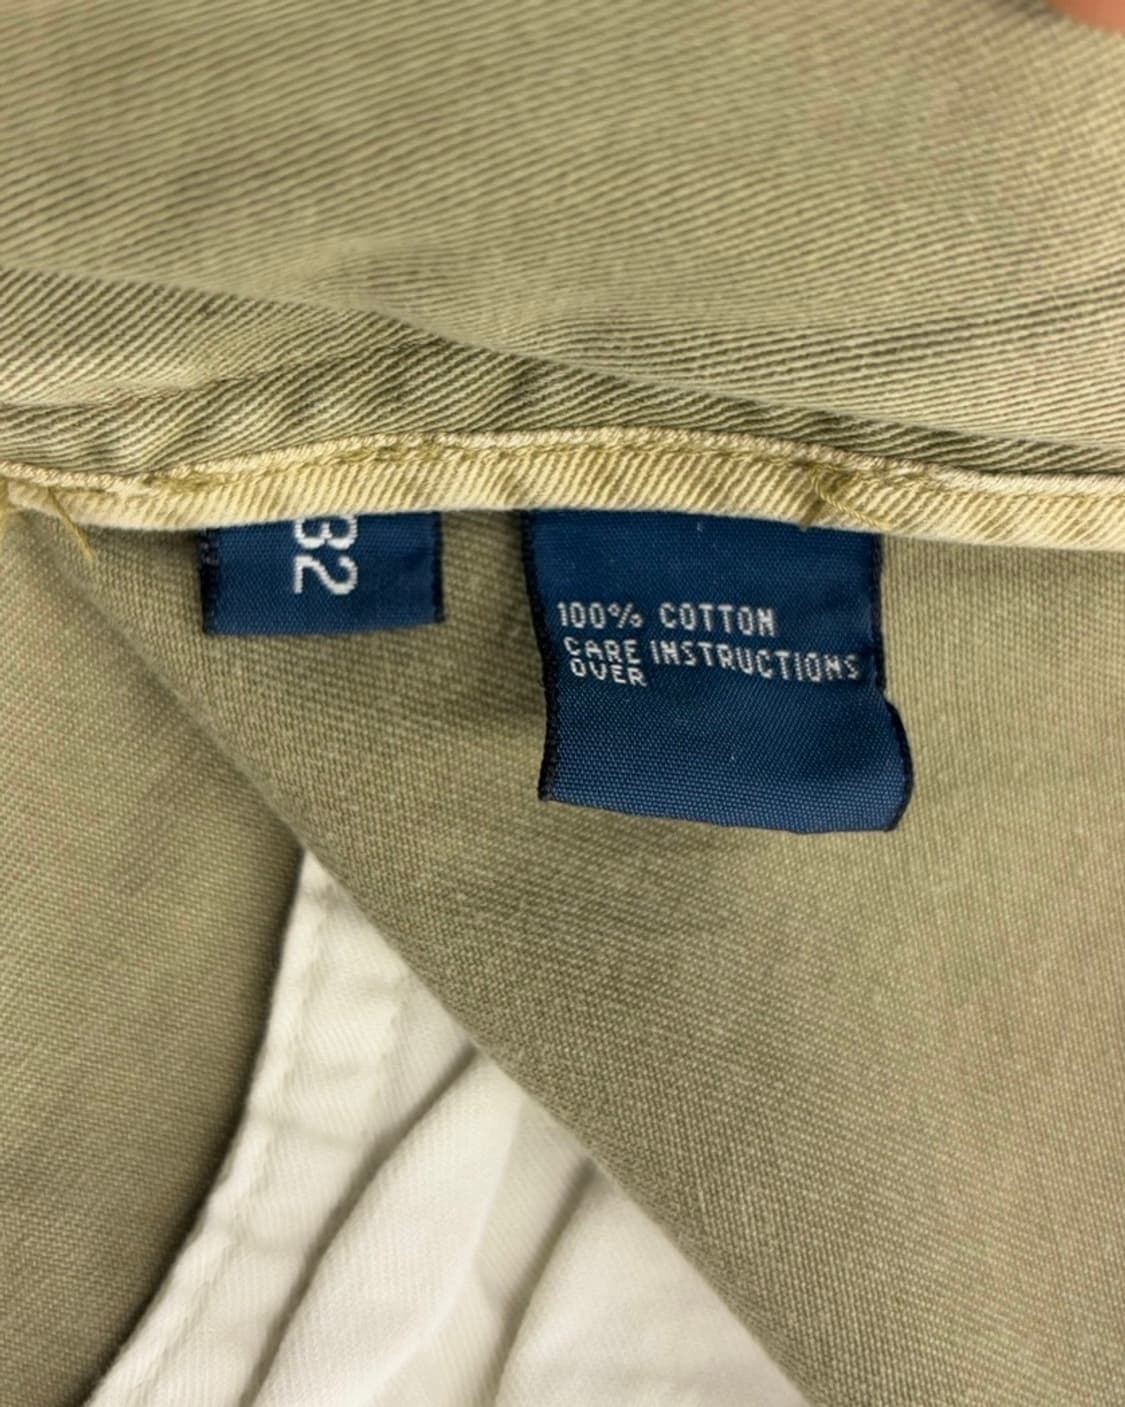 32
100% COTTON
CARE INSTRUCTIONS
OVER